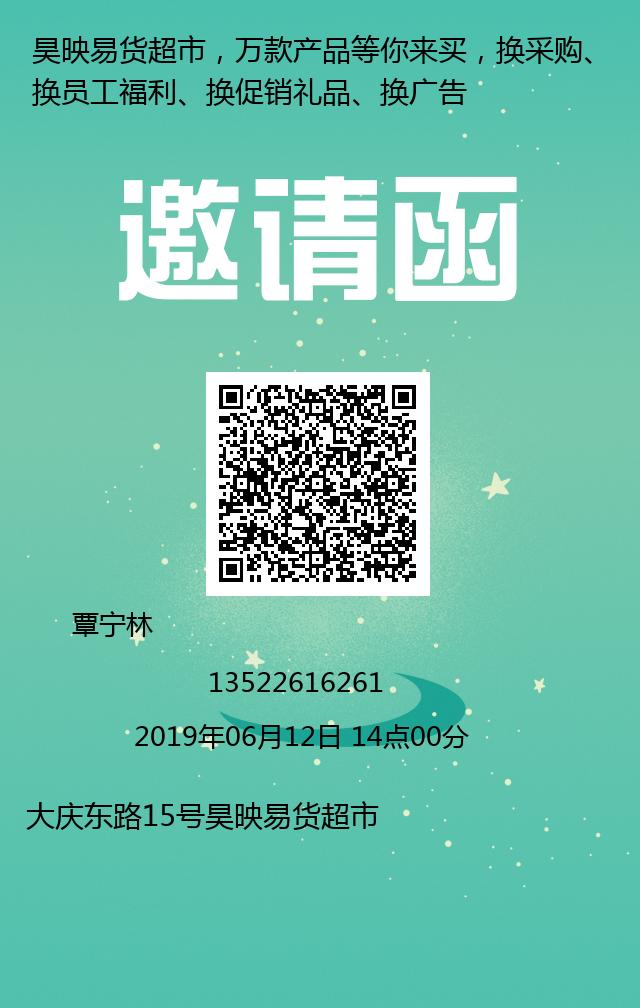 昊映易货超市，万款产品等你来买，换采购、
换员工福利、换促销礼品、换广告
邀请函
覃宁林
13522616261
2019年06月12日 14点00分
大庆东路15号昊映易货超市